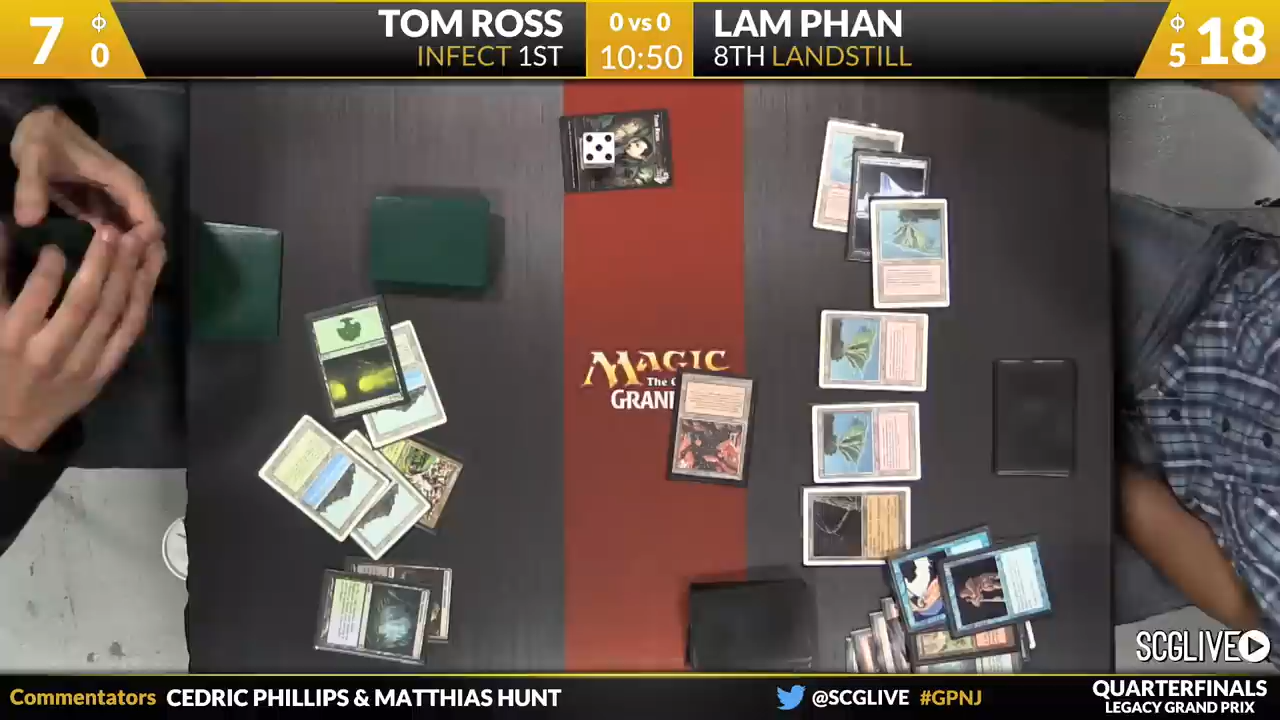 7
0
TOM ROSS
INFECT 1ST
0 vs 0
10:50
LAM PHAN
8TH LANDSTILL
5
18
MAGIC
The
GRAN
SCGLIVE
Commentators CEDRIC PHILLIPS & MATTHIAS HUNT
@SCGLIVE #GPNJ
QUARTERFINALS
LEGACY GRAND PRIX